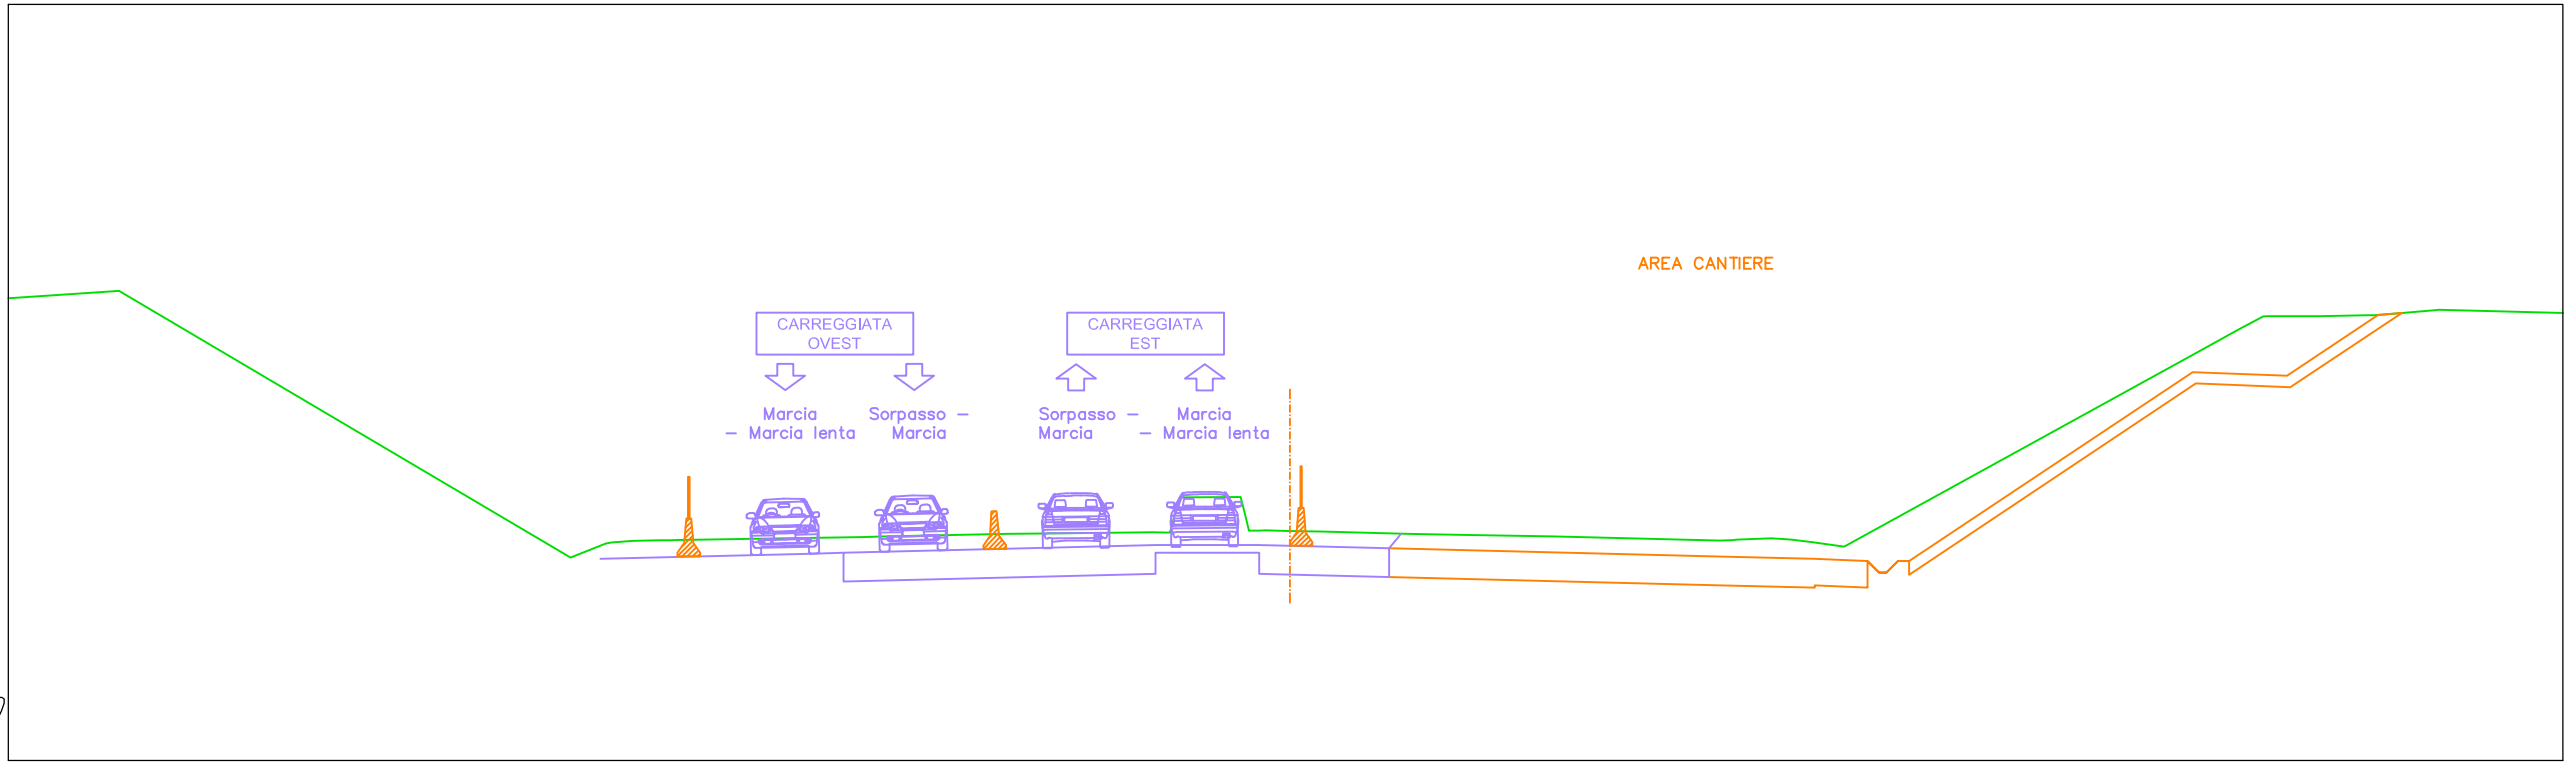 AREA CANTIERE
CARREGGIATA
OVEST
CARREGGIATA
EST
Marcia
- Marcia lenta
Sorpasso -
Marcia
Sorpasso -
Marcia
Marcia
- Marcia lenta